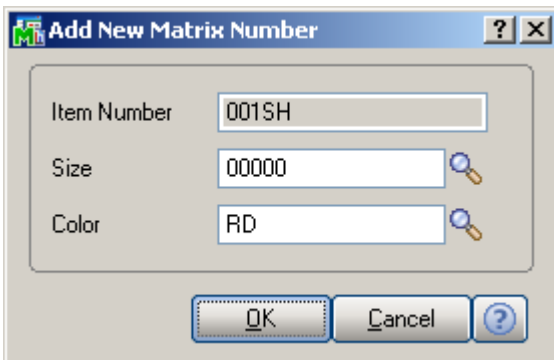 Add New Matrix Number
Item Number 001SH
Size 00000
Color RD
OK Cancel